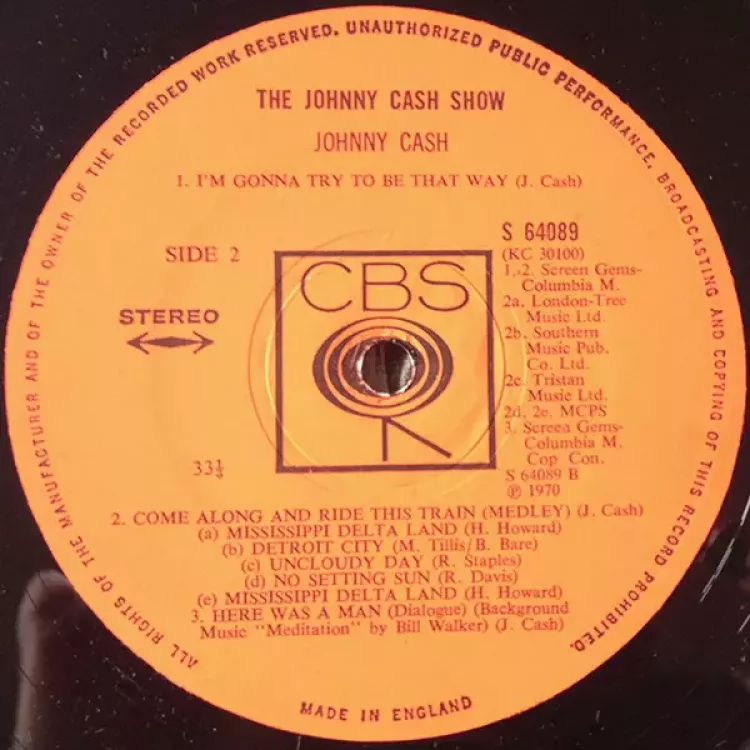 ALL RIGHTS OF THE MANUFACTURER AND OF THE OWNER OF THE RECORDED WORK RESERVED. UNAUTHORIZED PUBLIC PERFORMANCE, BROADCASTING AND COPYING OF THIS RECORD PROHIBITED.
THE JOHNNY CASH SHOW
JOHNNY CASH
1. I'M GONNA TRY TO BE THAT WAY (J. Cash)
SIDE 2
STEREO
33⅓
CBS
S 64089
(KC 30100)
1, 2. Screen Gems-
Columbia M.
2a. London-Tree
Music Ltd.
2b. Southern
Music Pub.
Co. Ltd.
2c. Tristan
Music Ltd.
2d, 2e. MCPS
3. Screen Gems-
Columbia M.
Cop Con.
S 64089 B
℗ 1970
2. COME ALONG AND RIDE THIS TRAIN (MEDLEY) (J. Cash)
(a) MISSISSIPPI DELTA LAND (H. Howard)
(b) DETROIT CITY (M. Tillis/B. Bare)
(c) UNCLOUDY DAY (R. Staples)
(d) NO SETTING SUN (R. Davis)
(e) MISSISSIPPI DELTA LAND (H. Howard)
3. HERE WAS A MAN (Dialogue) (Background
Music "Meditation" by Bill Walker) (J. Cash)
MADE IN ENGLAND